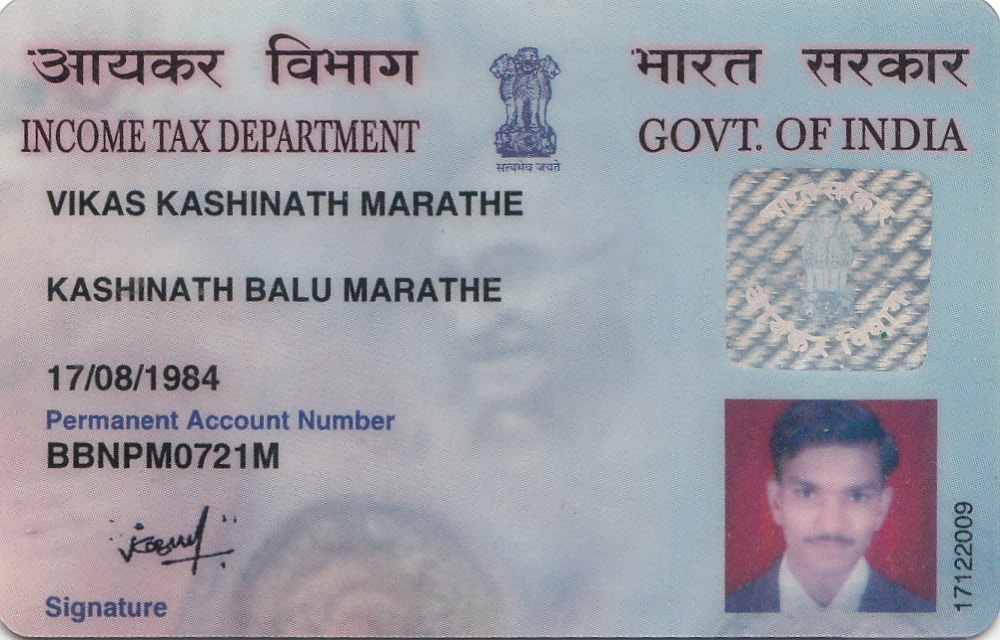 आयकर विभाग
INCOME TAX DEPARTMENT
सत्यमेव जयते
भारत सरकार
GOVT. OF INDIA
VIKAS KASHINATH MARATHE
KASHINATH BALU MARATHE
17/08/1984
Permanent Account Number
BBNPM0721M
Signature
भारत सरकार
आयकर विभाग
17122009